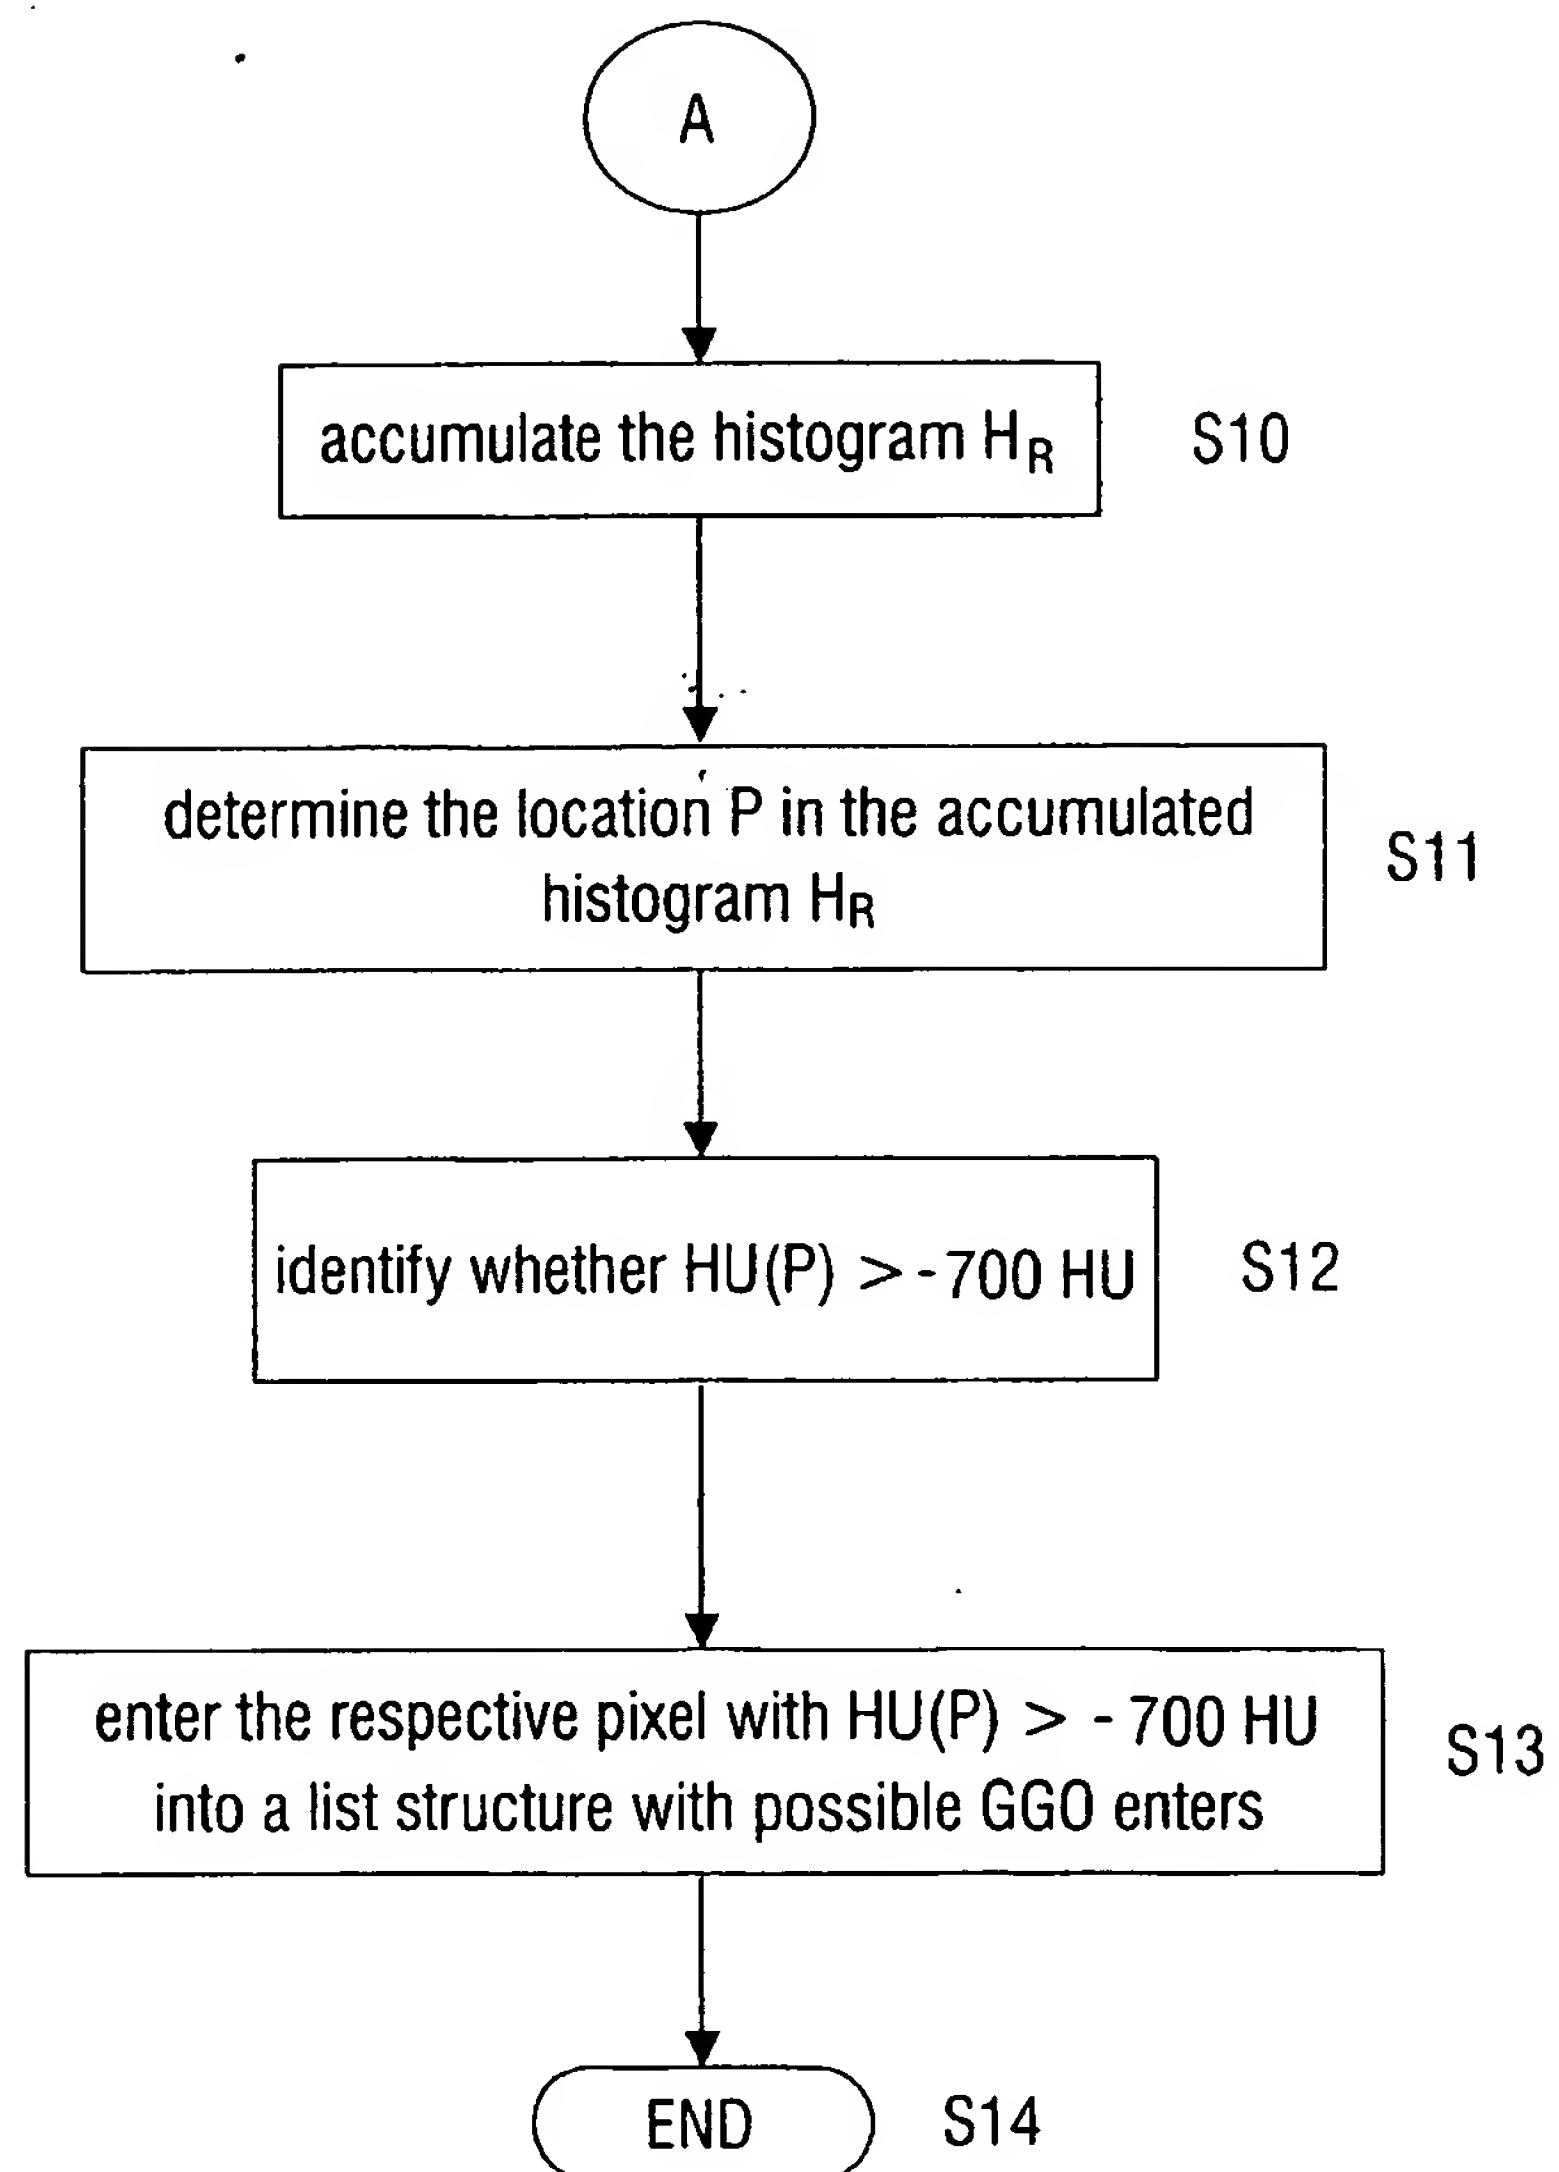 A
accumulate the histogram HR
S10
determine the location P in the accumulated
histogram HR
S11
identify whether HU(P) > -700 HU
S12
enter the respective pixel with HU(P) > - 700 HU
into a list structure with possible GGO enters
S13
END
S14